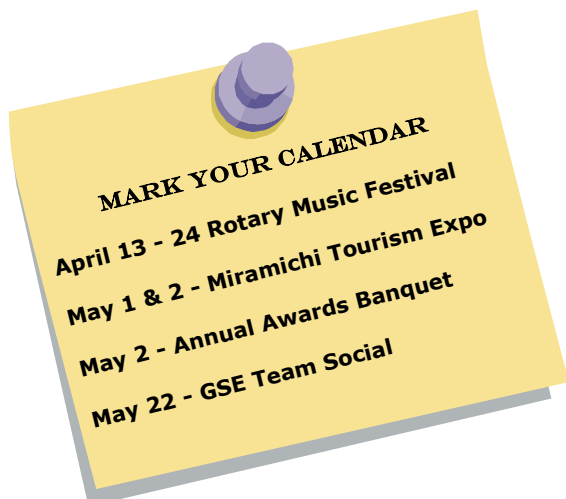 MARK YOUR CALENDAR
April 13 - 24 Rotary Music Festival
May 1 & 2 - Miramichi Tourism Expo
May 2 - Annual Awards Banquet
May 22 - GSE Team Social